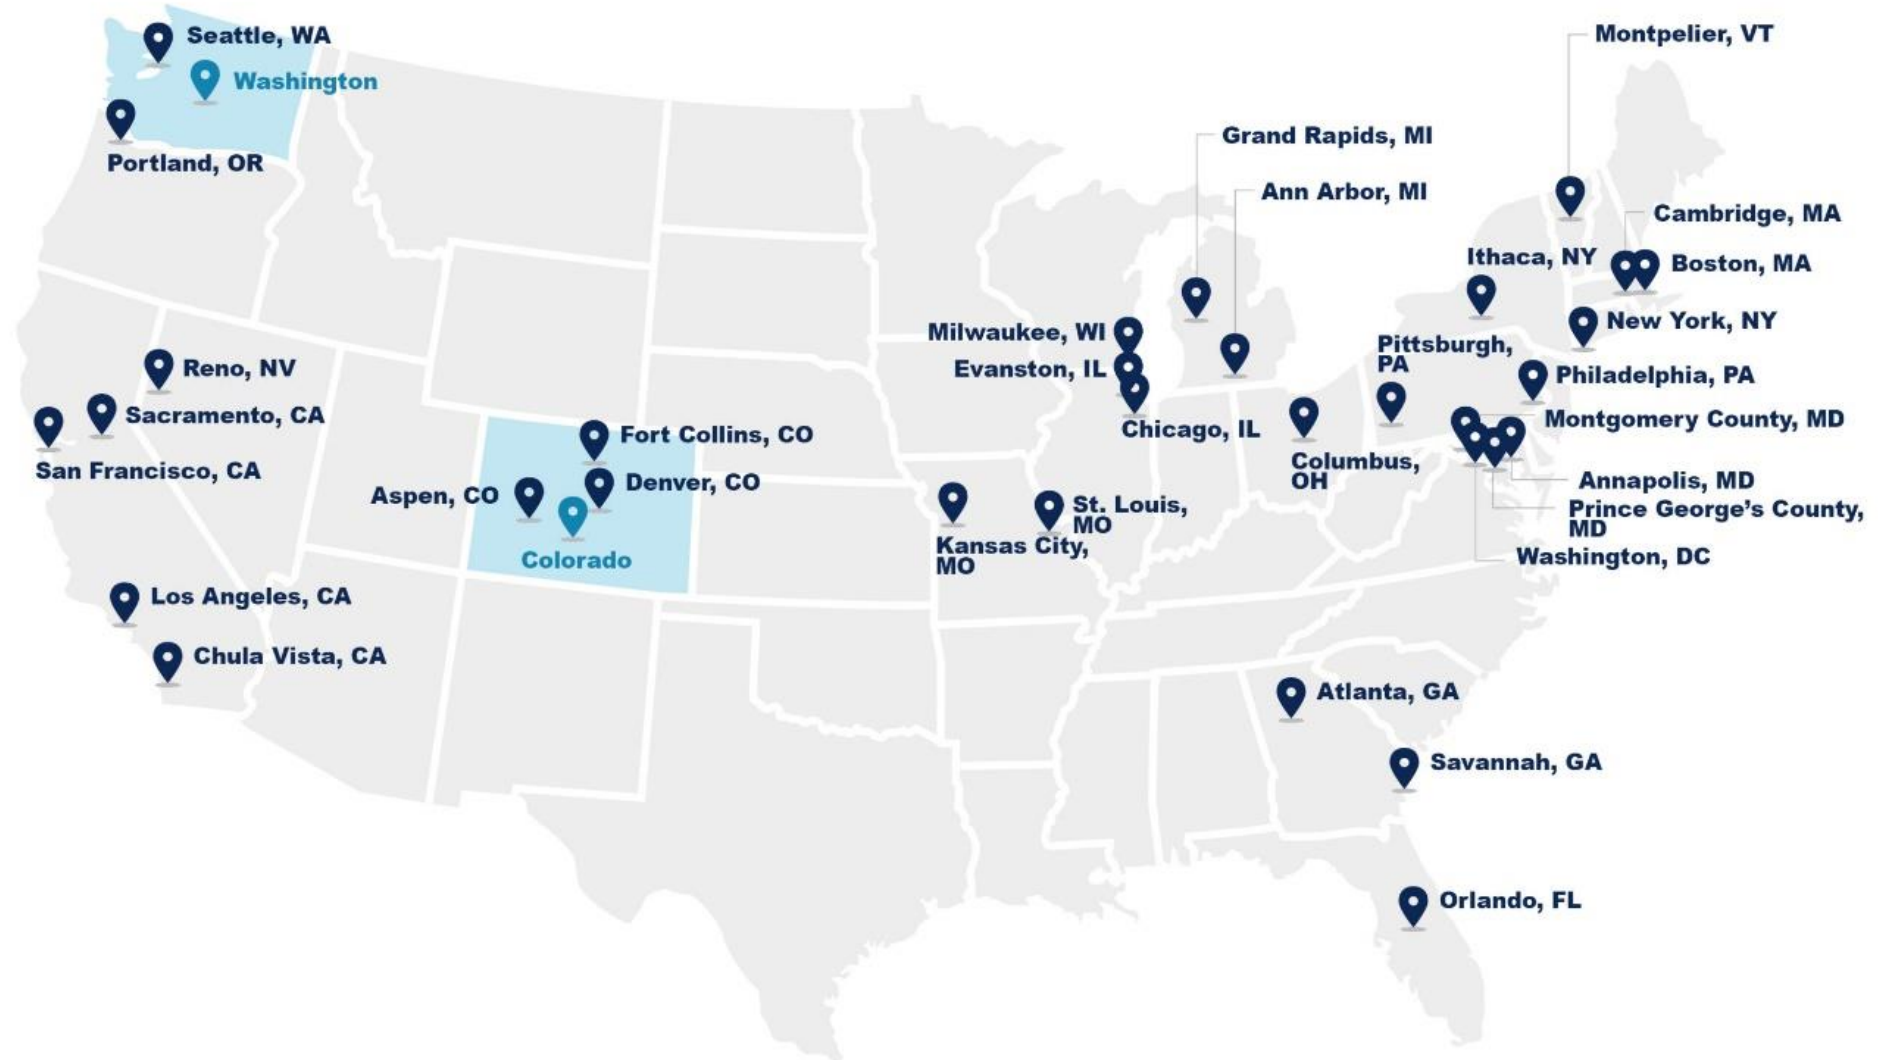 Seattle, WA
Washington
Portland, OR
Reno, NV
Sacramento, CA
San Francisco, CA
Los Angeles, CA
Chula Vista, CA
Fort Collins, CO
Denver, CO
Aspen, CO
Colorado
Kansas City,
MO
St. Louis,
MO
Milwaukee, WI
Evanston, IL
Chicago, IL
Grand Rapids, MI
Ann Arbor, MI
Columbus,
OH
Pittsburgh,
PA
Ithaca, NY
Montpelier, VT
Cambridge, MA
Boston, MA
New York, NY
Philadelphia, PA
Montgomery County, MD
Annapolis, MD
Prince George’s County,
MD
Washington, DC
Atlanta, GA
Savannah, GA
Orlando, FL